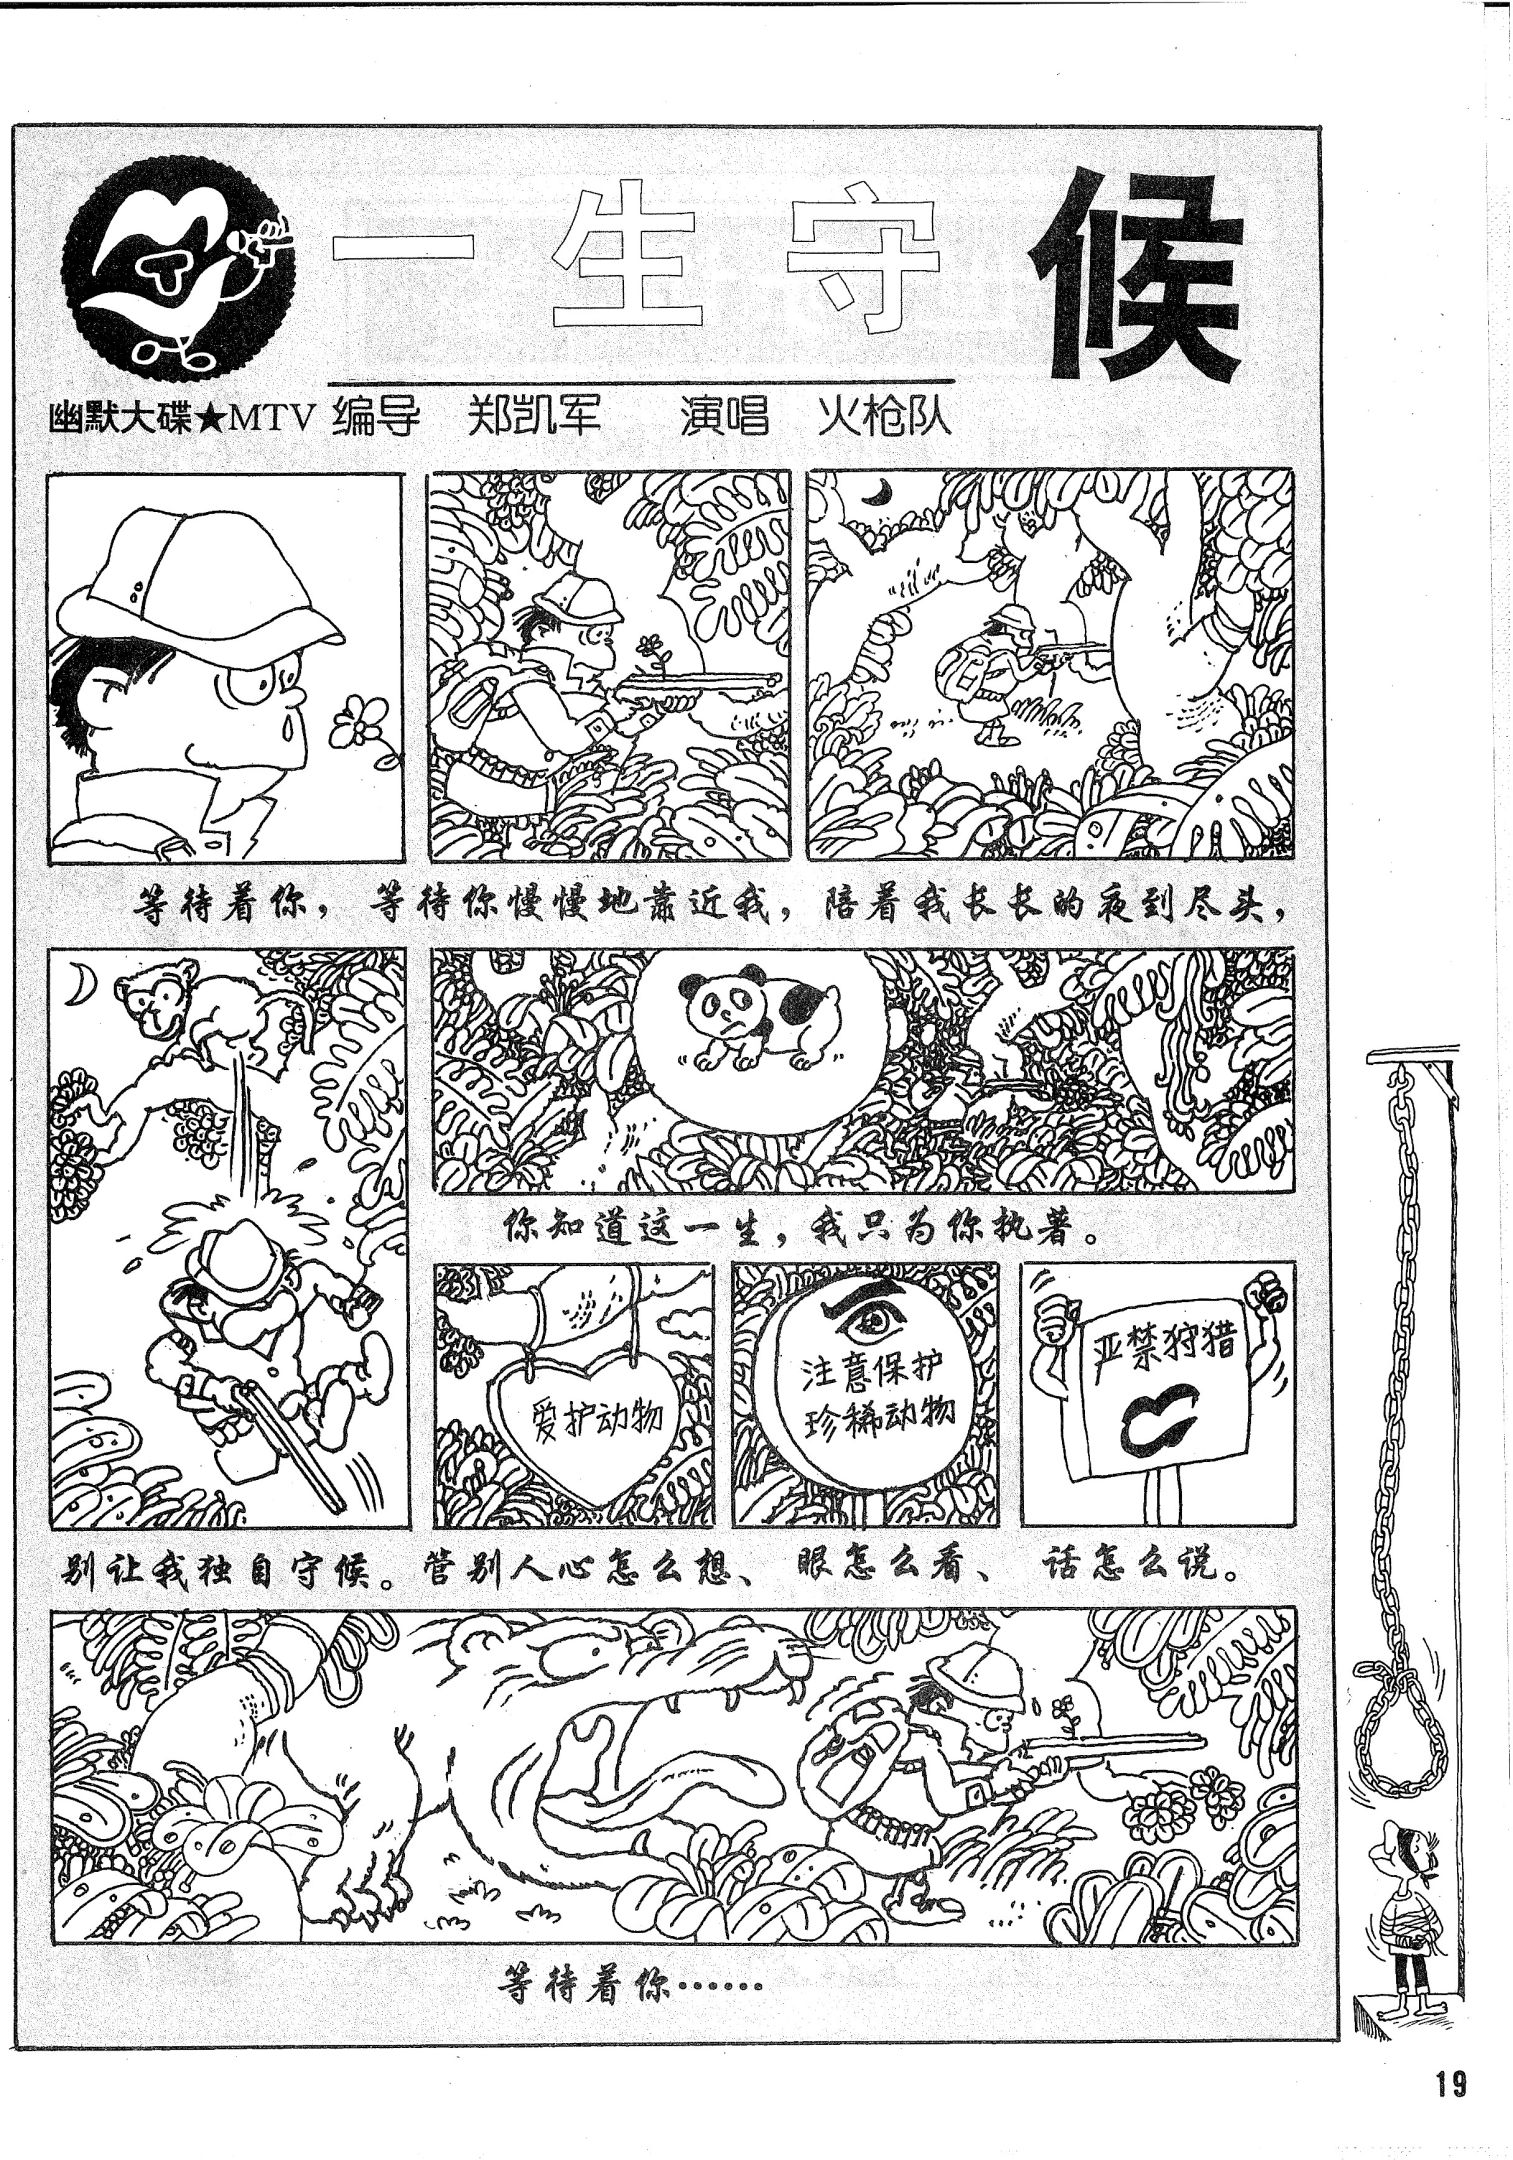 一生守候
幽默大碟★MTV 编导 郑凯军 演唱 火枪队
等待着你，等待你慢慢地靠近我，陪着我长长的夜到尽头，
你知道这一生，我只为你执著。
爱护动物
注意保护
珍稀动物
严禁狩猎
别让我独自守候。管别人心怎么想、眼怎么看、话怎么说。
等待着你……
19